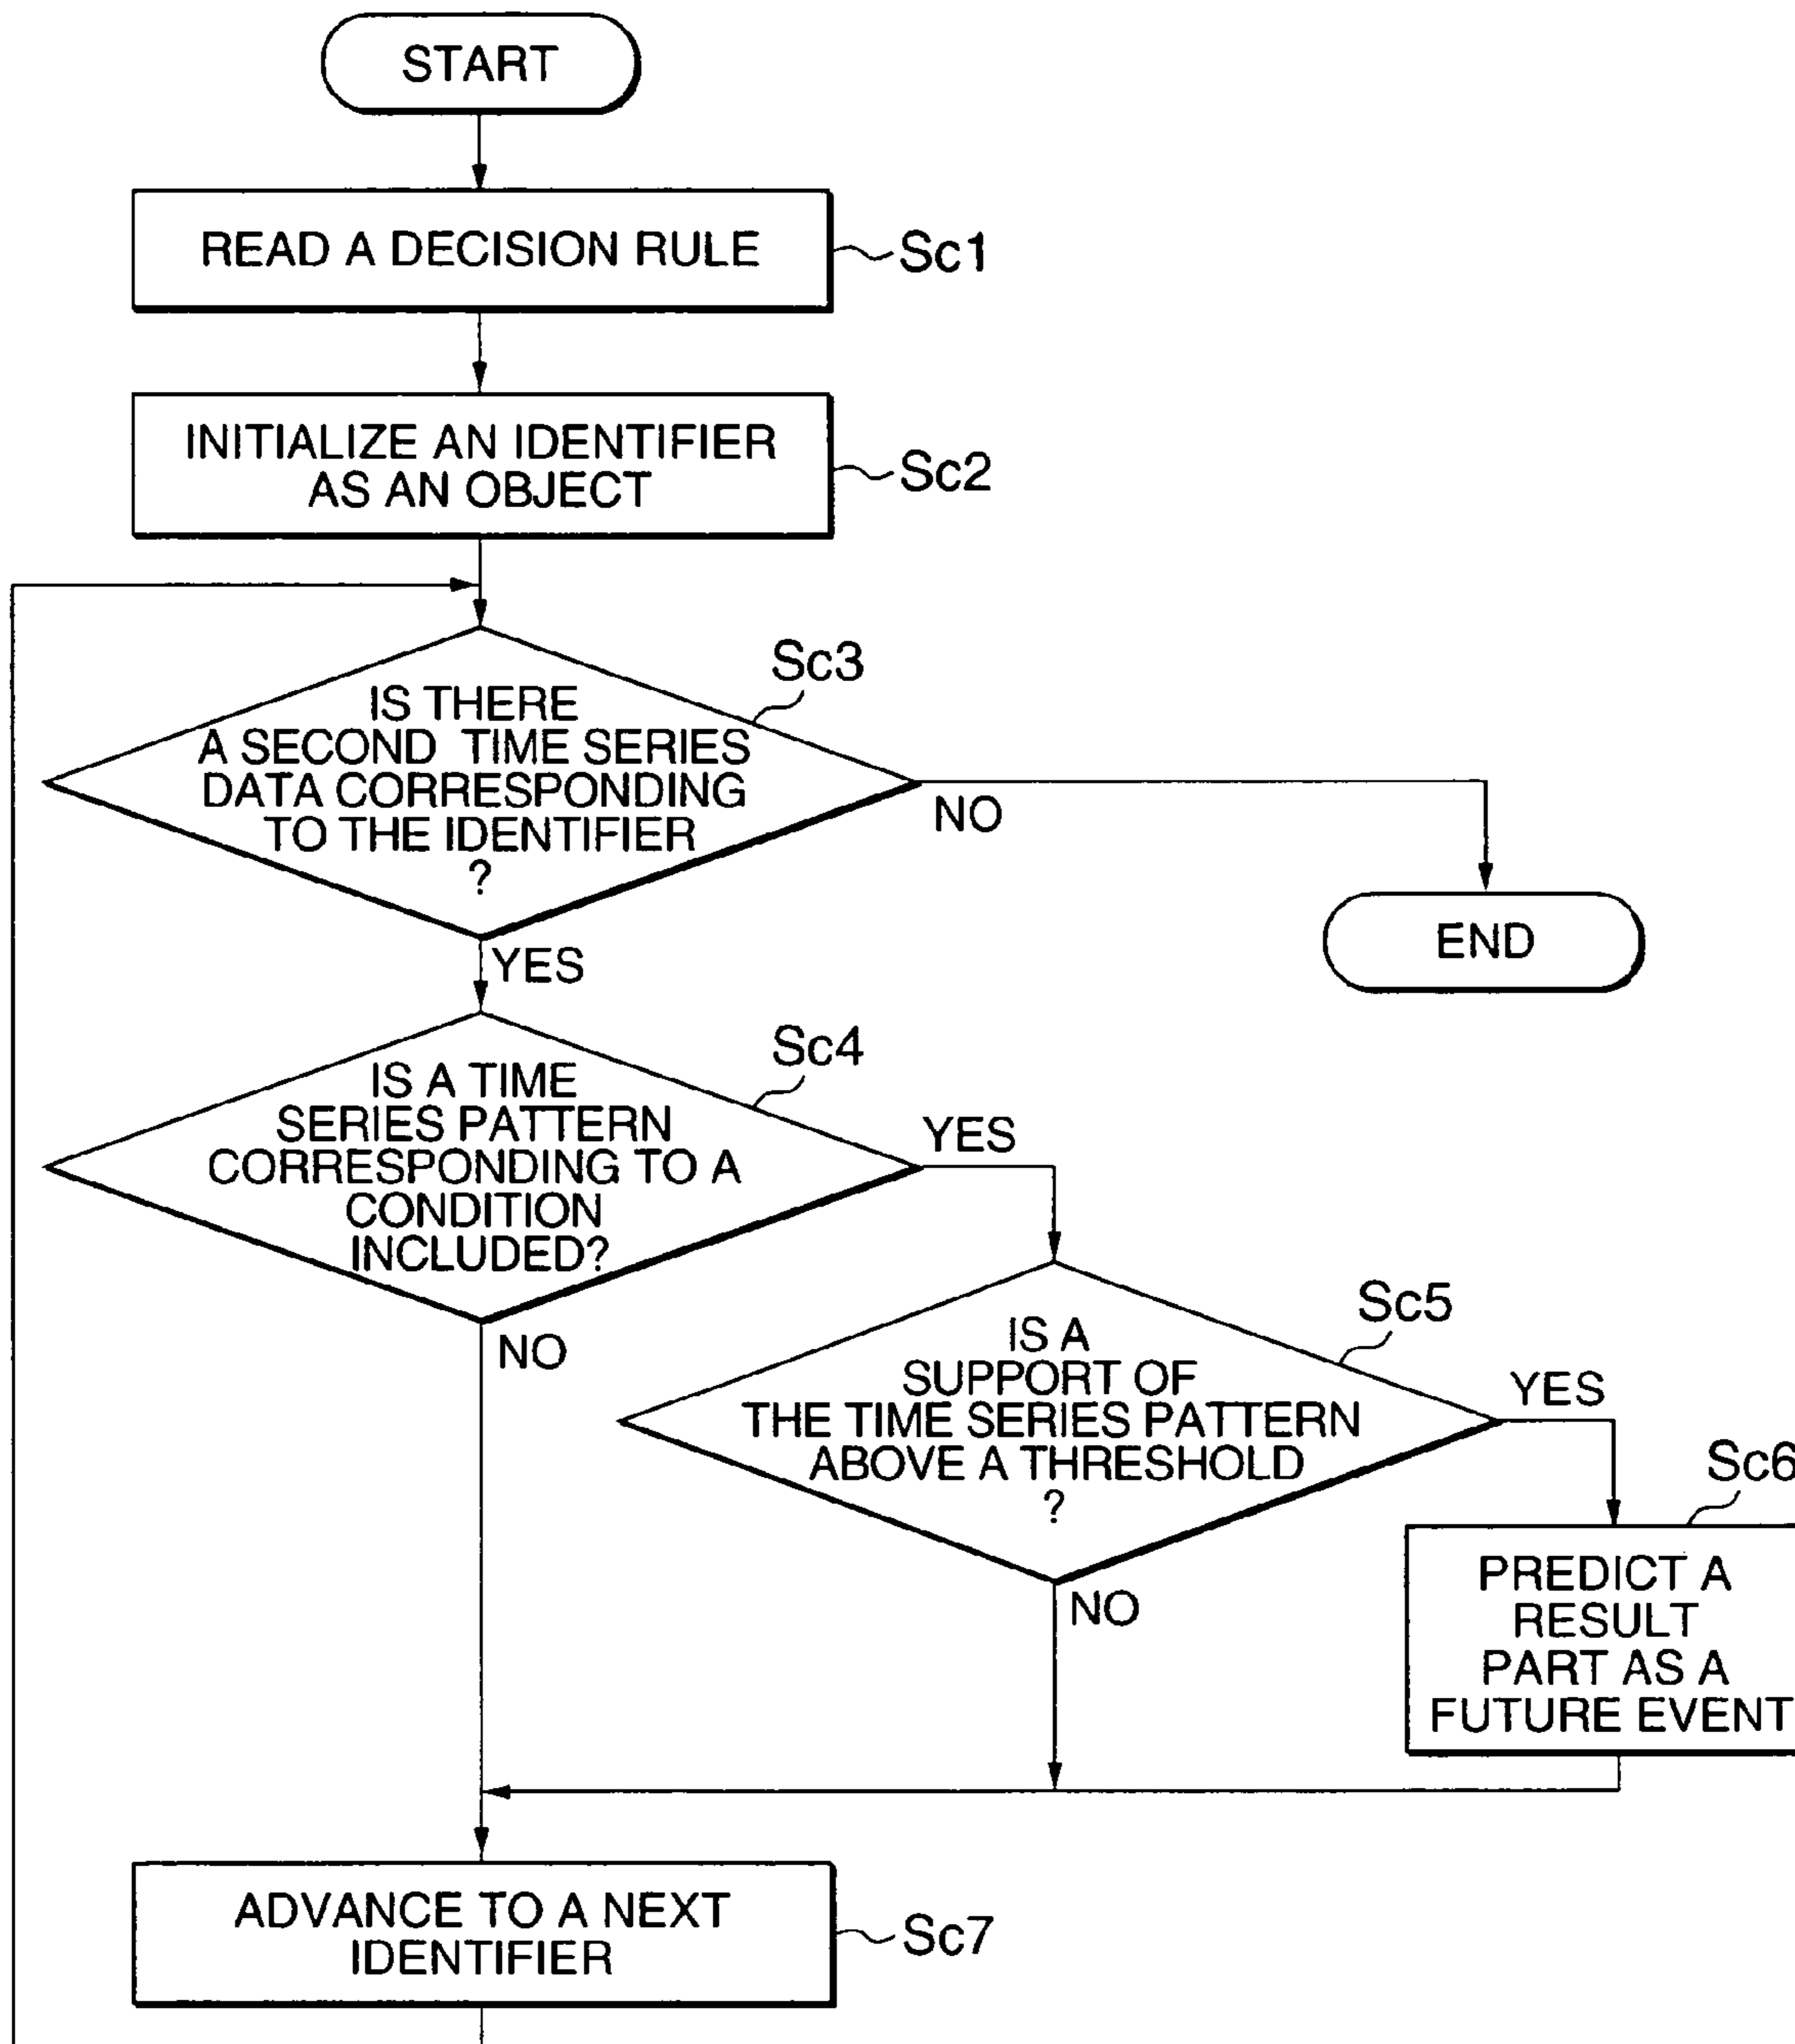 START
READ A DECISION RULE
Sc1
INITIALIZE AN IDENTIFIER
AS AN OBJECT
Sc2
Sc3
IS THERE
A SECOND TIME SERIES
DATA CORRESPONDING
TO THE IDENTIFIER
?
NO
END
YES
Sc4
IS A TIME
SERIES PATTERN
CORRESPONDING TO A
CONDITION
INCLUDED?
YES
NO
Sc5
IS A
SUPPORT OF
THE TIME SERIES PATTERN
ABOVE A THRESHOLD
?
YES
NO
Sc6
PREDICT A
RESULT
PART AS A
FUTURE EVENT
ADVANCE TO A NEXT
IDENTIFIER
Sc7